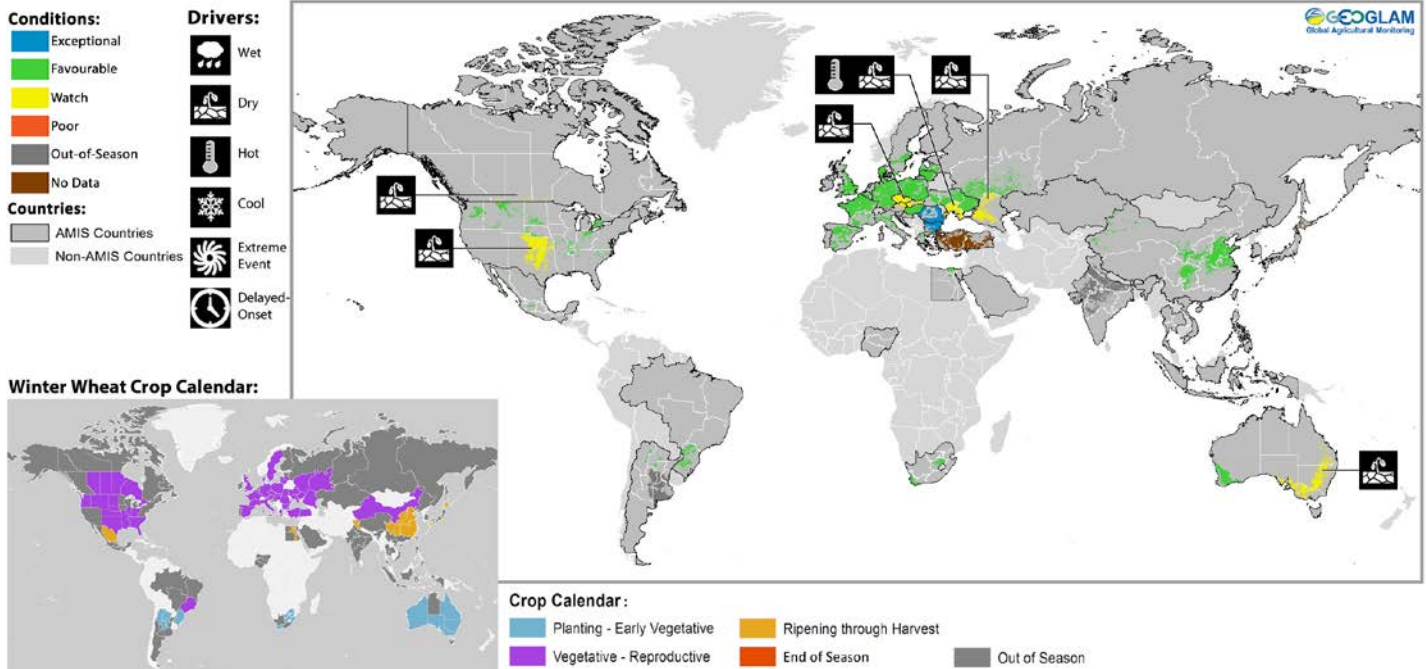 Conditions:
Exceptional
Favourable
Watch
Poor
Out-of-Season
No Data
Countries:
AMIS Countries
Non-AMIS Countries
Drivers:
Wet
Dry
Hot
Cool
Extreme
Event
Delayed-
Onset
GEOGLAM
Global Agricultural Monitoring
Winter Wheat Crop Calendar:
Crop Calendar :
Planting - Early Vegetative
Ripening through Harvest
Vegetative - Reproductive
End of Season
Out of Season